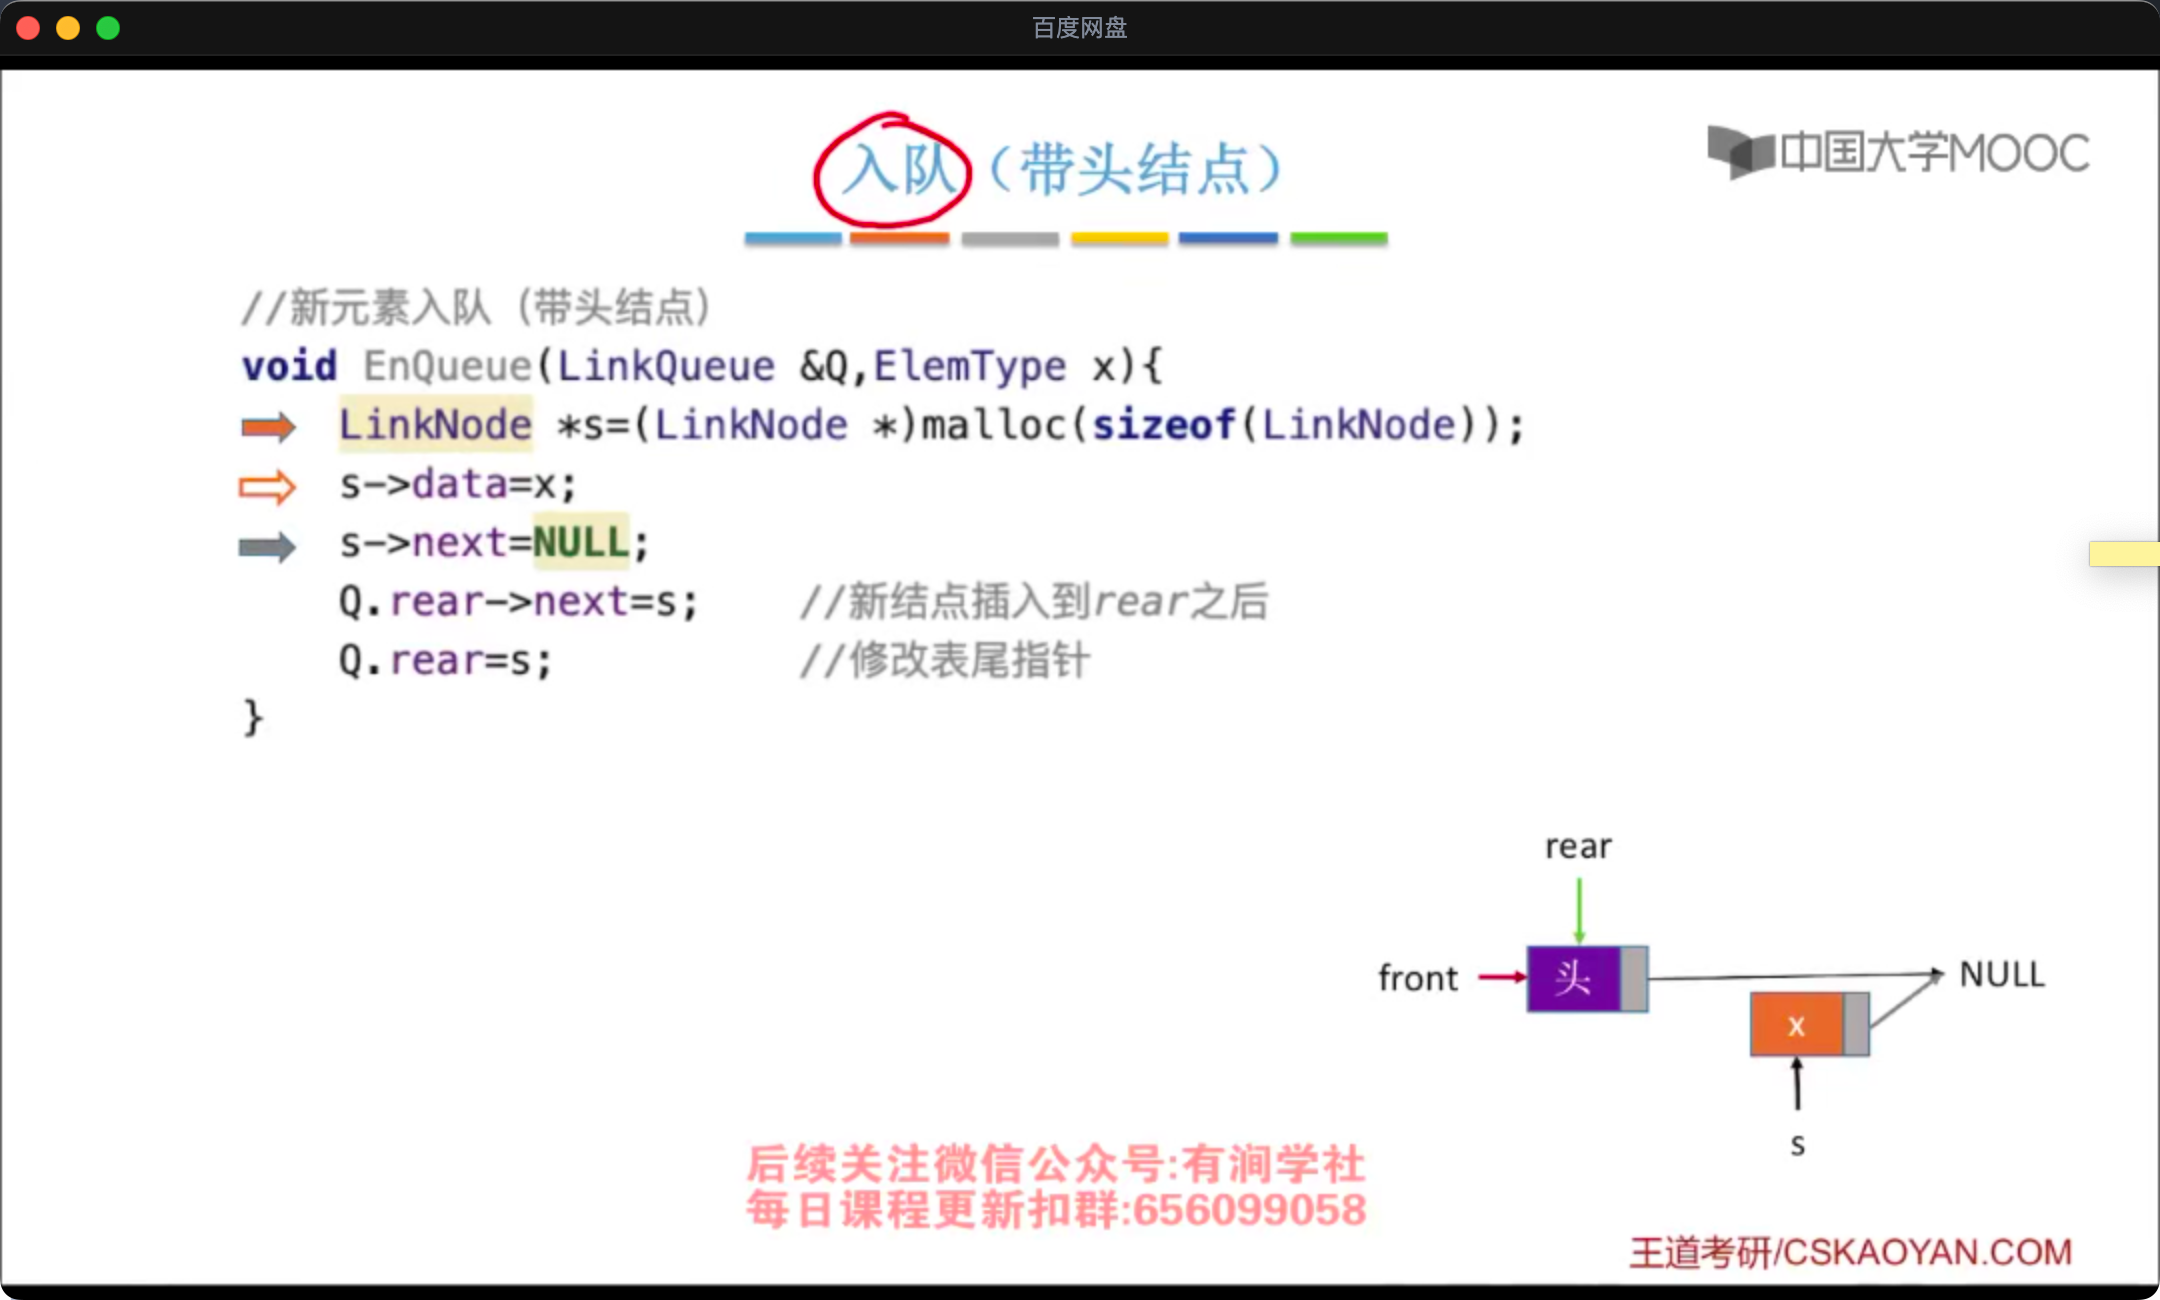 百度网盘
入队（带头结点）
中国大学MOOC
//新元素入队（带头结点）
void EnQueue(LinkQueue &Q,ElemType x){
LinkNode *s=(LinkNode *)malloc(sizeof(LinkNode));
s->data=x;
s->next=NULL;
Q.rear->next=s; //新结点插入到rear之后
Q.rear=s; //修改表尾指针
}
rear
front 头 NULL
x
s
后续关注微信公众号:有涧学社
每日课程更新扣群:656099058
王道考研/CSKAOYAN.COM